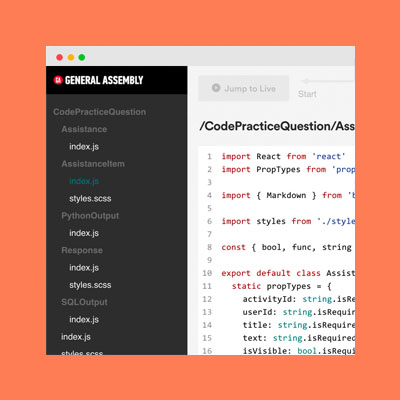 GENERAL ASSEMBLY
CodePracticeQuestion
Assistance
index.js
AssistanceItem
index.js
styles.scss
PythonOutput
index.js
Response
index.js
styles.scss
SQLOutput
index.js
index.js
styles.scss
Jump to Live
Start
/CodePracticeQuestion/Ass
1 import React from 'react'
2 import PropTypes from 'prop
3
4 import { Markdown } from 'b
5
6 import styles from './style
7
8 const { bool, func, string
9
10 export default class Assist
11 static propTypes = {
12 activityId: string.isRe
13 userId: string.isRequire
14 title: string.isRequire
15 text: string.isRequired
16 isVisible: bool.isRequi